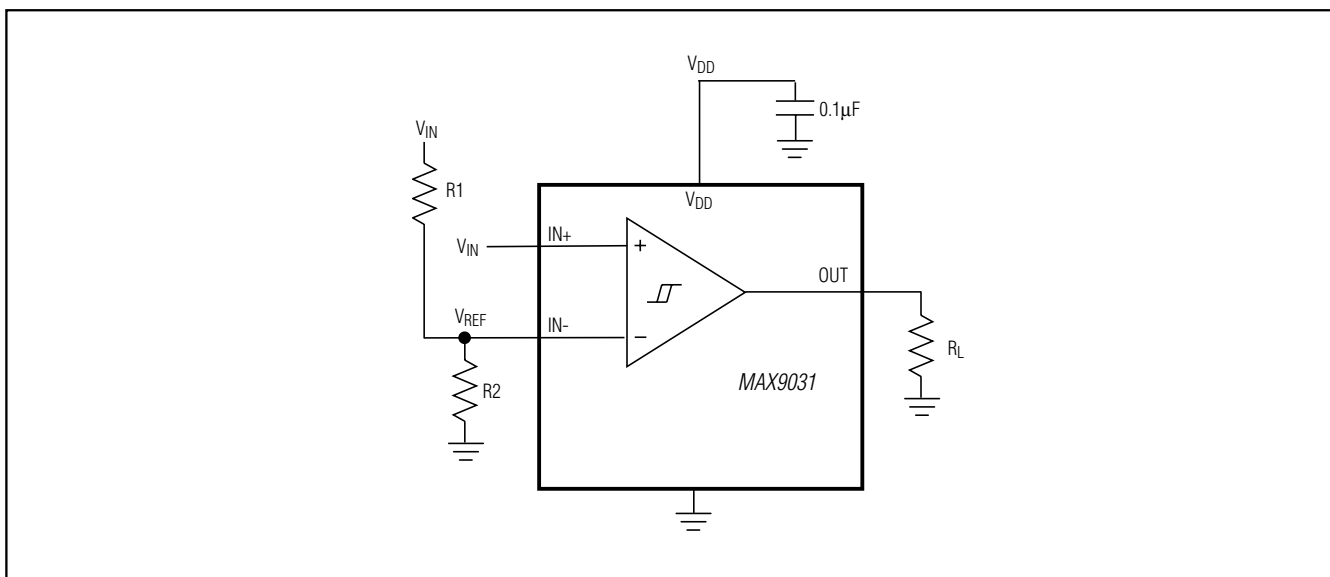 VDD
0.1μF
VIN
R1
VDD
VIN
IN+
+
OUT
VREF
IN-
−
RL
R2
MAX9031